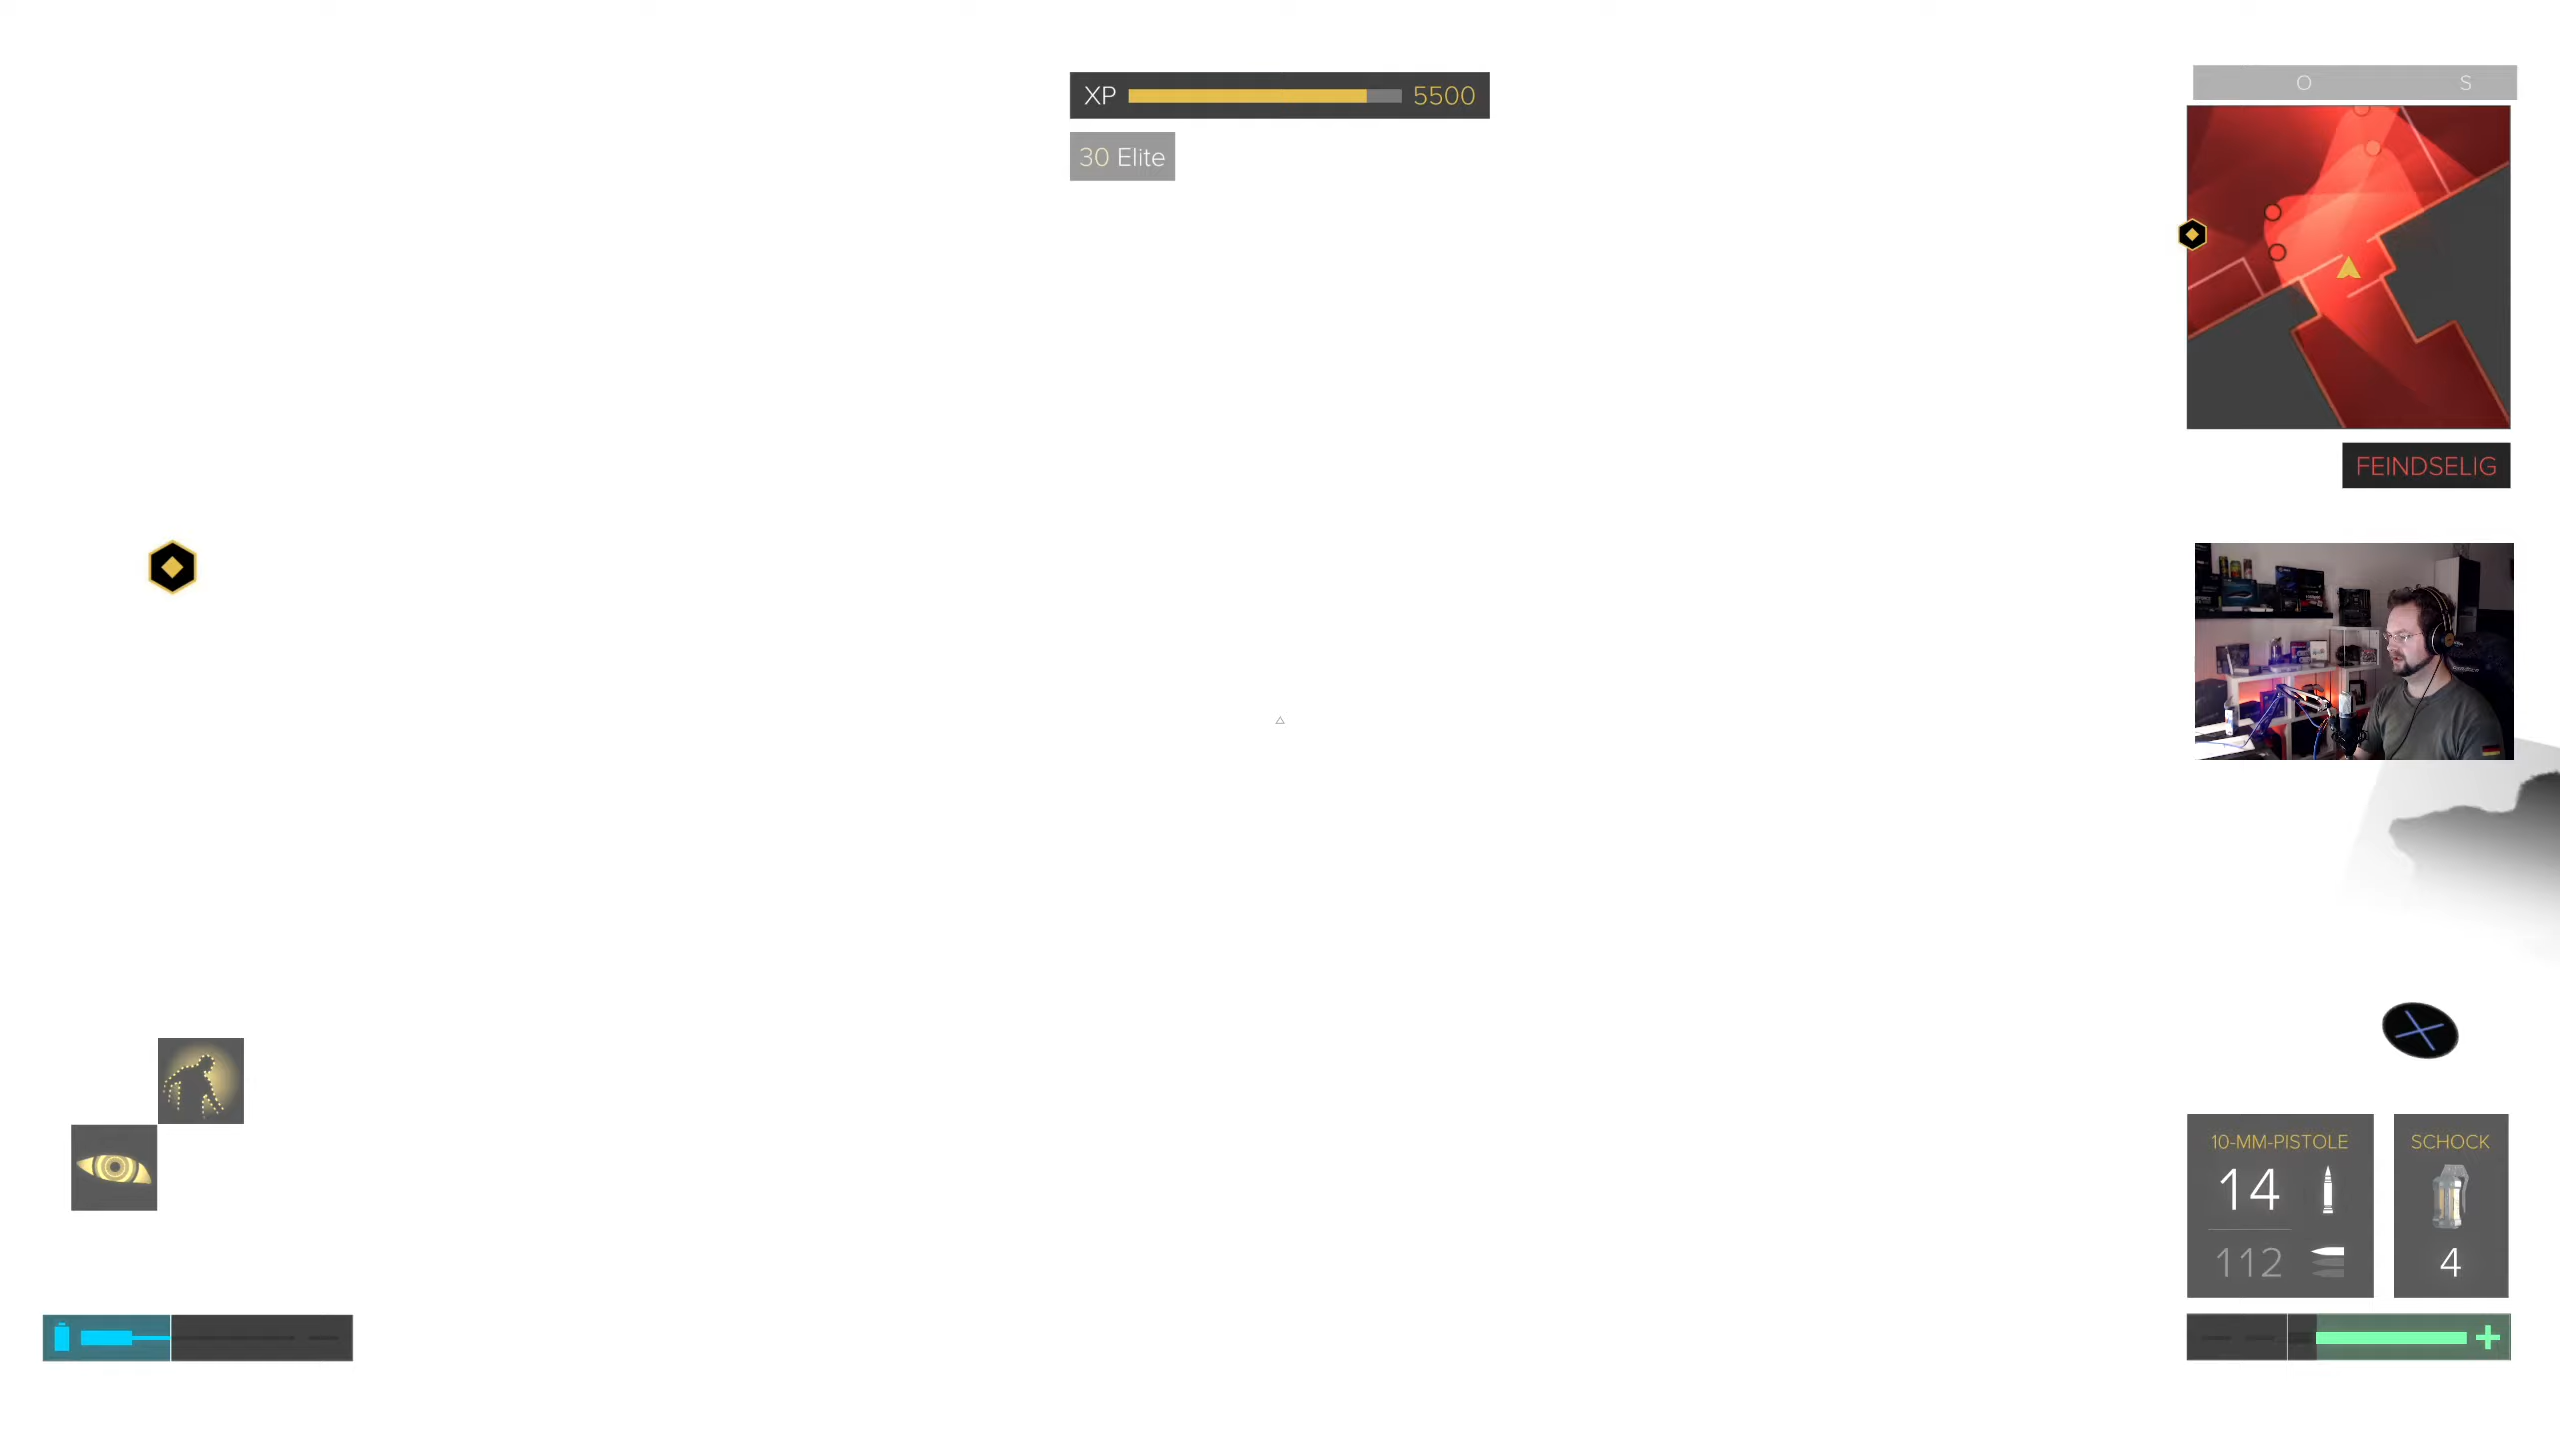 XP 5500
30 Elite
O S
FEINDSELIG
10-MM-PISTOLE
14
112
SCHOCK
4